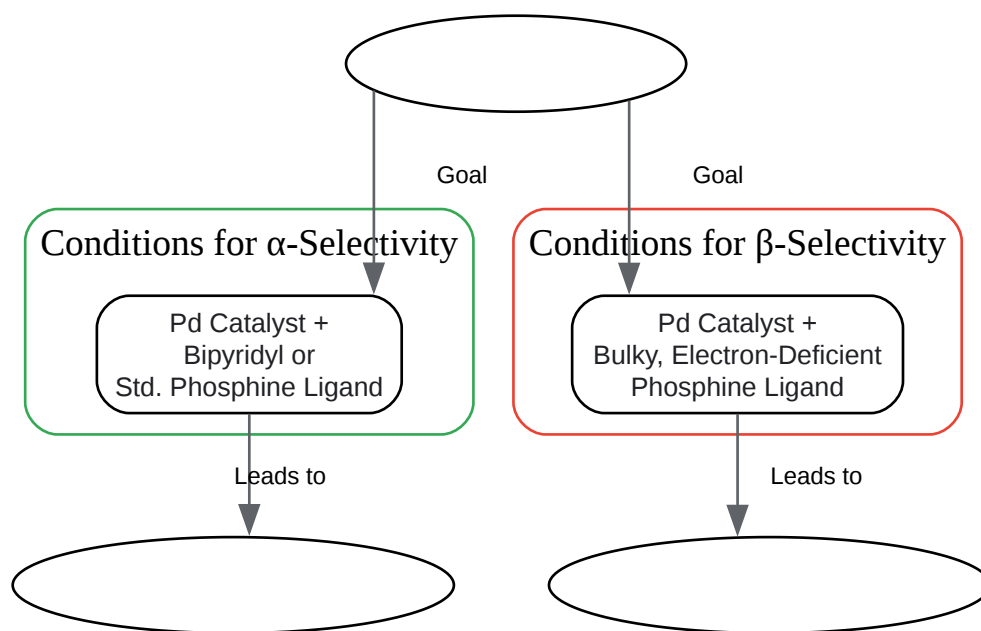 Goal
Goal
Conditions for α-Selectivity
Conditions for β-Selectivity
Pd Catalyst +
Bipyridyl or
Std. Phosphine Ligand
Pd Catalyst +
Bulky, Electron-Deficient
Phosphine Ligand
Leads to
Leads to